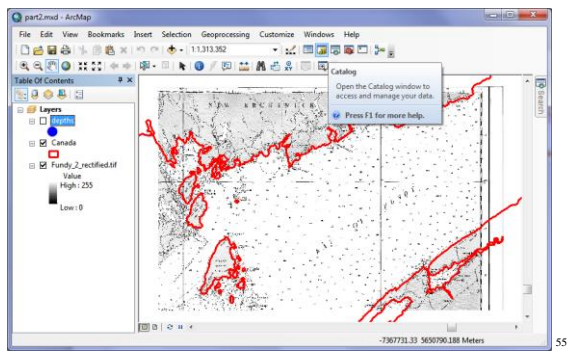 part2.mxd - ArcMap
File Edit View Bookmarks Insert Selection Geoprocessing Customize Windows Help
1:1,313,352
Table Of Contents
Layers
depths
Canada
Fundy_2_rectified.tif
Value
High : 255
Low : 0
Catalog
Open the Catalog window to
access and manage your data.
Press F1 for more help.
Search
-7367731.33 5650790.188 Meters
55